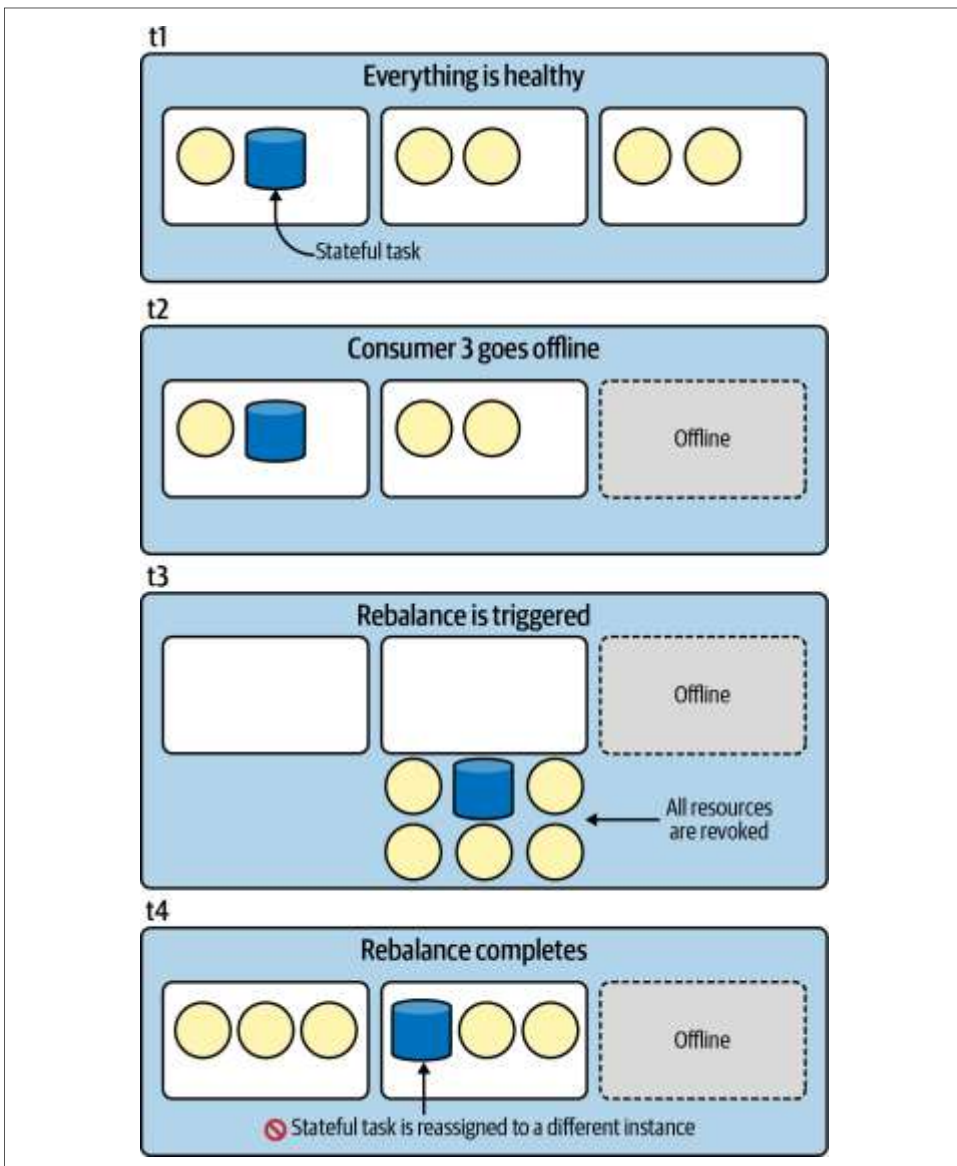 t1
Everything is healthy
Stateful task
t2
Consumer 3 goes offline
Offline
t3
Rebalance is triggered
Offline
All resources
are revoked
t4
Rebalance completes
Offline
Stateful task is reassigned to a different instance